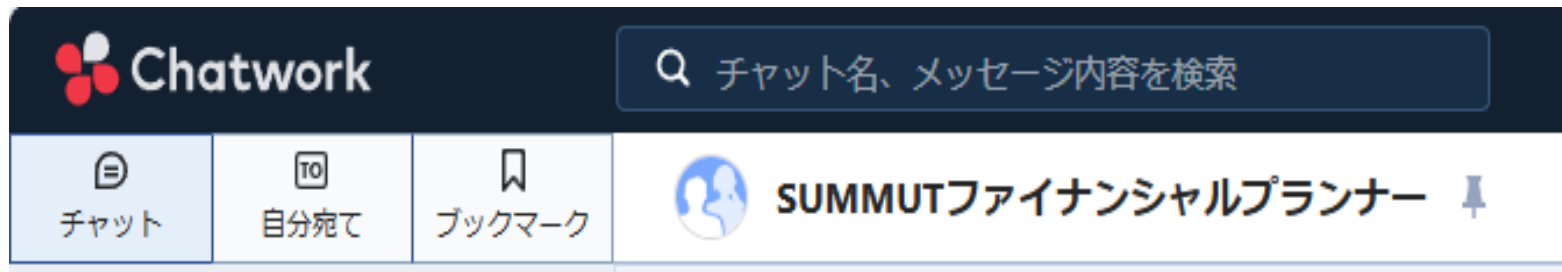 Chatwork
チャット名、メッセージ内容を検索
チャット
TO
自分宛て
ブックマーク
SUMMUTファイナンシャルプランナー